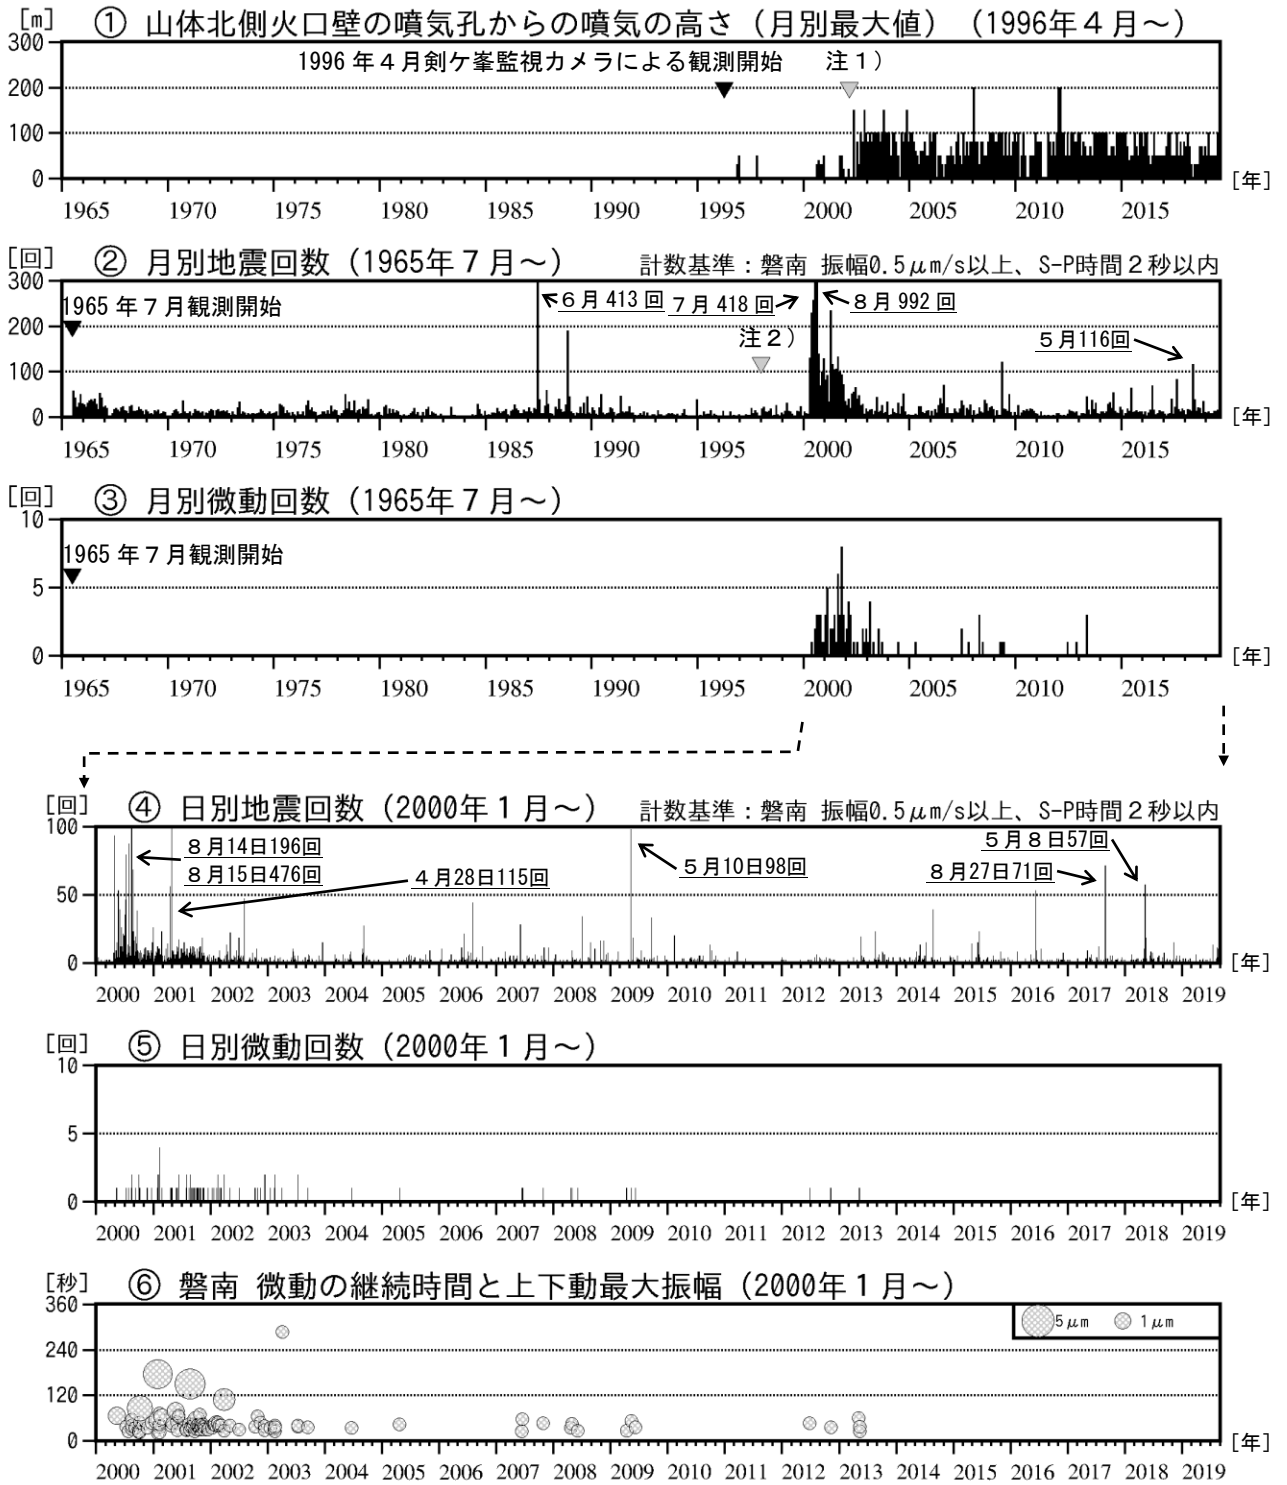 [m] ① 山体北側火口壁の噴気孔からの噴気の高さ（月別最大値）（1996年４月～）
300
200
100
0
1996 年４月剣ケ峯監視カメラによる観測開始 注１）
1965 1970 1975 1980 1985 1990 1995 2000 2005 2010 2015 [年]
[回] ② 月別地震回数（1965年７月～） 計数基準：磐南 振幅0.5μm/s以上、S-P時間２秒以内
300
200
100
0
1965 年７月観測開始
６月 413 回 ７月 418 回 ８月 992 回
注２）
５月116回
1965 1970 1975 1980 1985 1990 1995 2000 2005 2010 2015 [年]
[回] ③ 月別微動回数（1965年７月～）
10
5
0
1965 年７月観測開始
1965 1970 1975 1980 1985 1990 1995 2000 2005 2010 2015 [年]
[回] ④ 日別地震回数（2000年１月～） 計数基準：磐南 振幅0.5μm/s以上、S-P時間２秒以内
100
50
0
８月14日196回
８月15日476回
４月28日115回
５月10日98回
８月27日71回
５月８日57回
2000 2001 2002 2003 2004 2005 2006 2007 2008 2009 2010 2011 2012 2013 2014 2015 2016 2017 2018 2019 [年]
[回] ⑤ 日別微動回数（2000年１月～）
10
5
0
2000 2001 2002 2003 2004 2005 2006 2007 2008 2009 2010 2011 2012 2013 2014 2015 2016 2017 2018 2019 [年]
[秒] ⑥ 磐南 微動の継続時間と上下動最大振幅（2000年１月～）
360
240
120
0
5μm 1μm
2000 2001 2002 2003 2004 2005 2006 2007 2008 2009 2010 2011 2012 2013 2014 2015 2016 2017 2018 2019 [年]